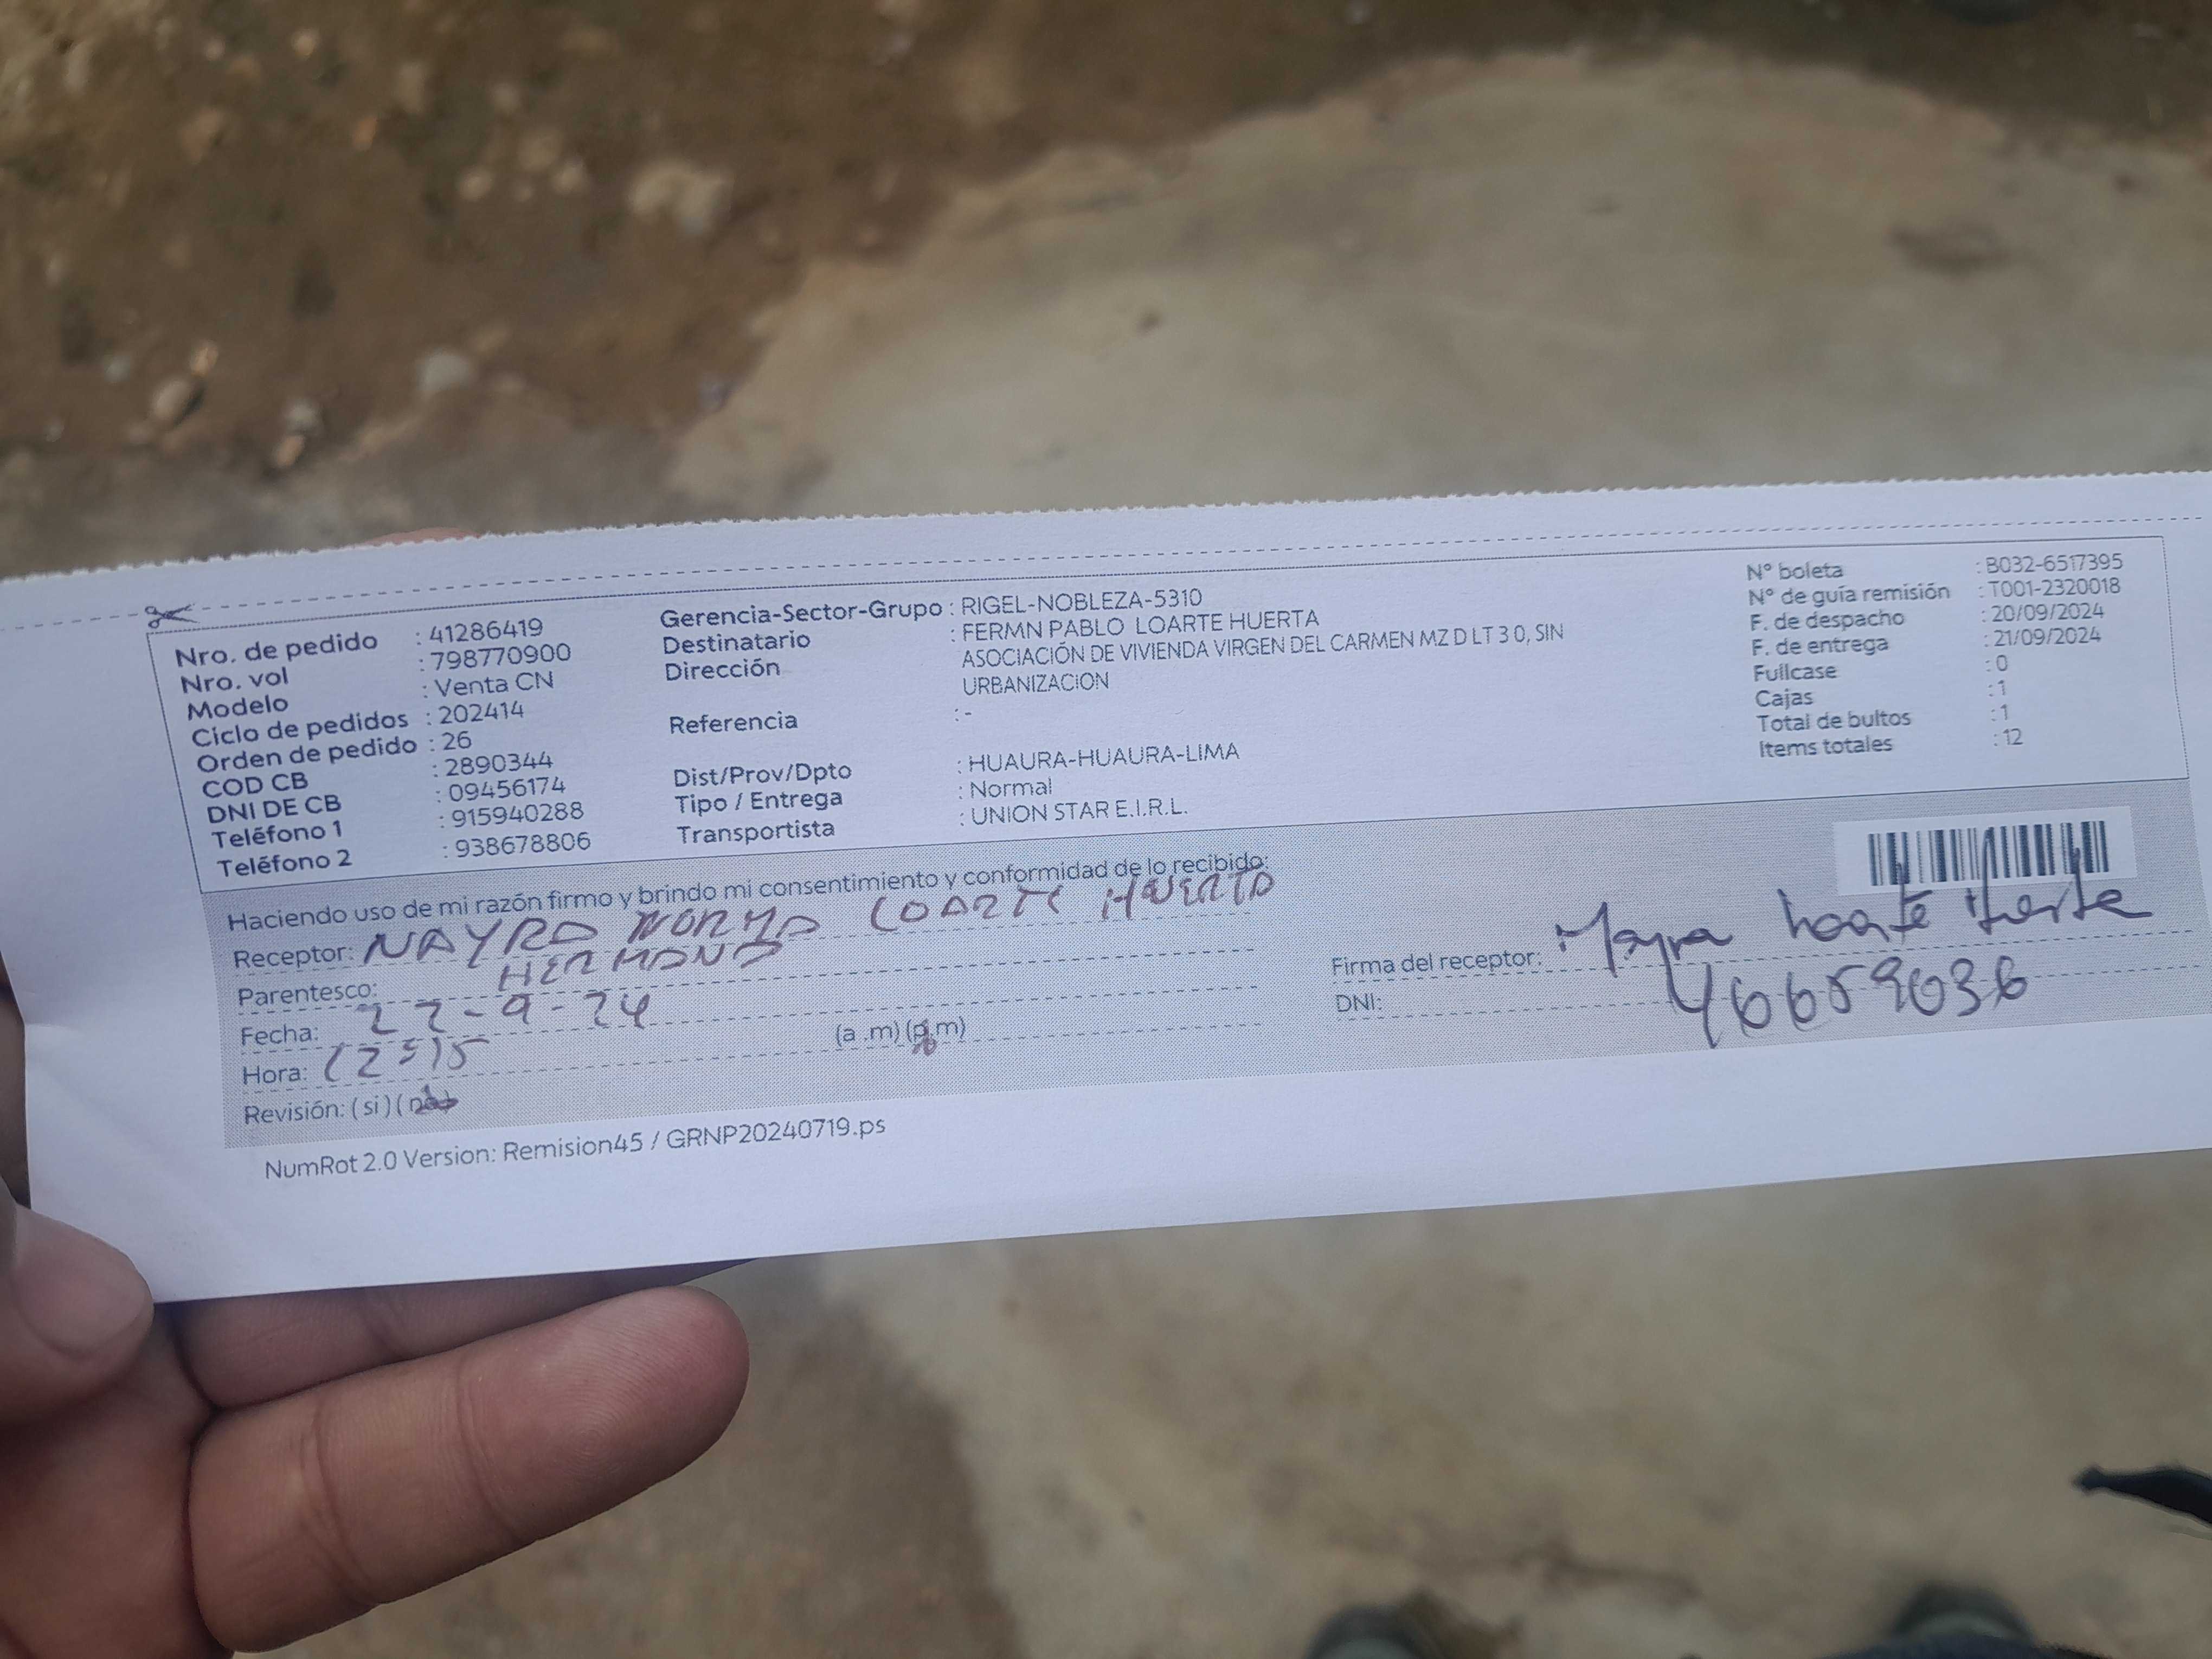 Nro. de pedido : 41286419
Nro. vol : 798770900
Modelo : Venta CN
Ciclo de pedidos : 202414
Orden de pedido : 26
COD CB : 2890344
DNI DE CB : 09456174
Teléfono 1 : 915940288
Teléfono 2 : 938678806
Gerencia-Sector-Grupo : RIGEL-NOBLEZA-5310
Destinatario : FERMN PABLO LOARTE HUERTA
Dirección ASOCIACIÓN DE VIVIENDA VIRGEN DEL CARMEN MZ D LT 3 0, SIN
URBANIZACION
Referencia : -
Dist/Prov/Dpto : HUAURA-HUAURA-LIMA
Tipo / Entrega : Normal
Transportista : UNION STAR E.I.R.L.
N° boleta : B032-6517395
N° de guía remisión : T001-2320018
F. de despacho : 20/09/2024
F. de entrega : 21/09/2024
Fullcase : 0
Cajas : 1
Total de bultos : 1
Items totales : 12
Haciendo uso de mi razón firmo y brindo mi consentimiento y conformidad de lo recibido:
Receptor: NAYRA NORMA LOARTE HUERTA
Parentesco: HERMANA
Fecha: 22-9-24
Hora: 12:15 (a .m) (p.m)
Revisión: ( si ) ( no )
Firma del receptor: Mayra Loarte Huerta
DNI: 46659036
NumRot 2.0 Version: Remision45 / GRNP20240719.ps